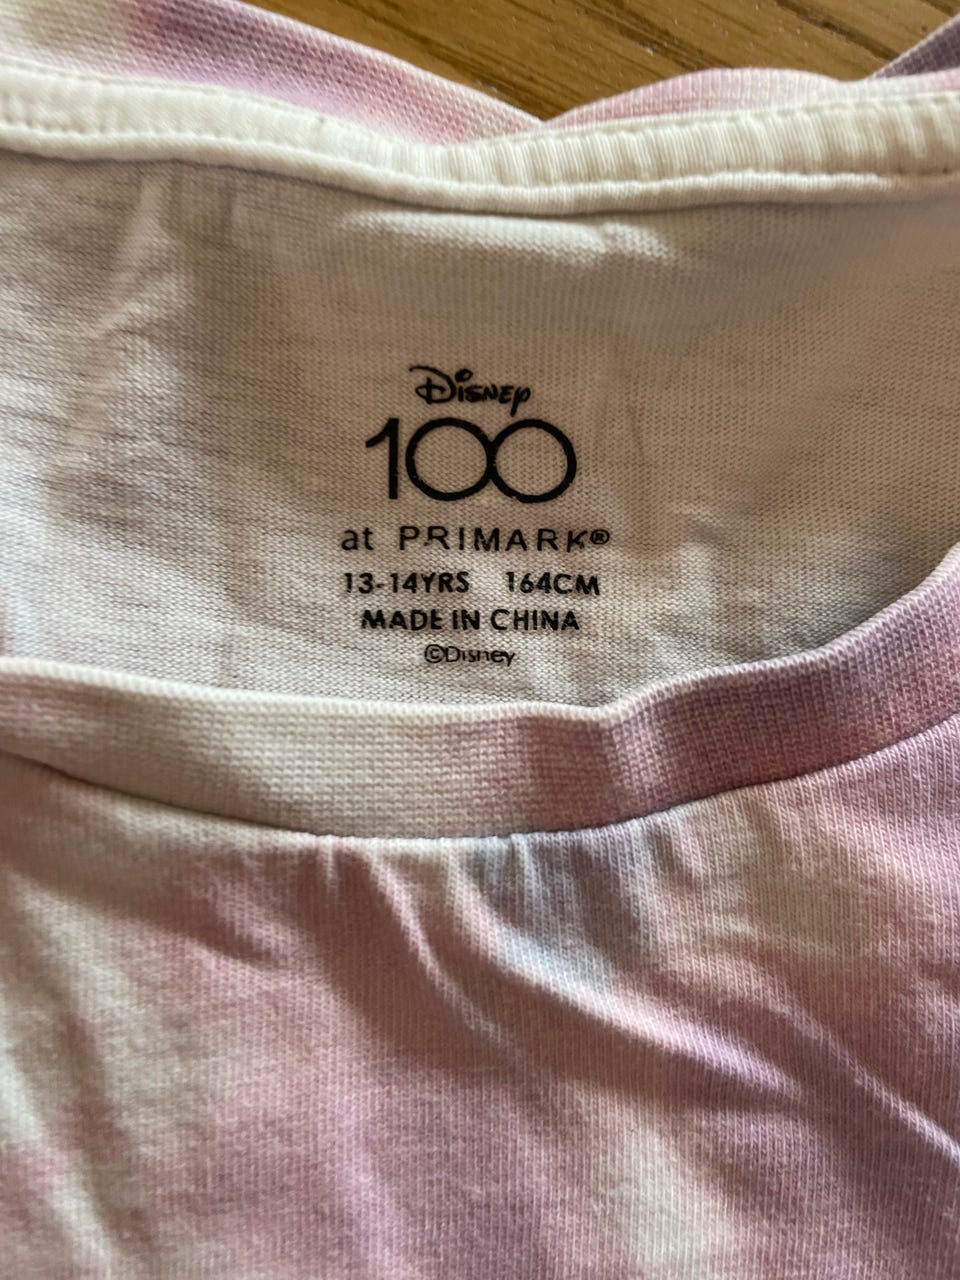 Disney
100
at PRIMARK®
13-14YRS 164CM
MADE IN CHINA
©Disney